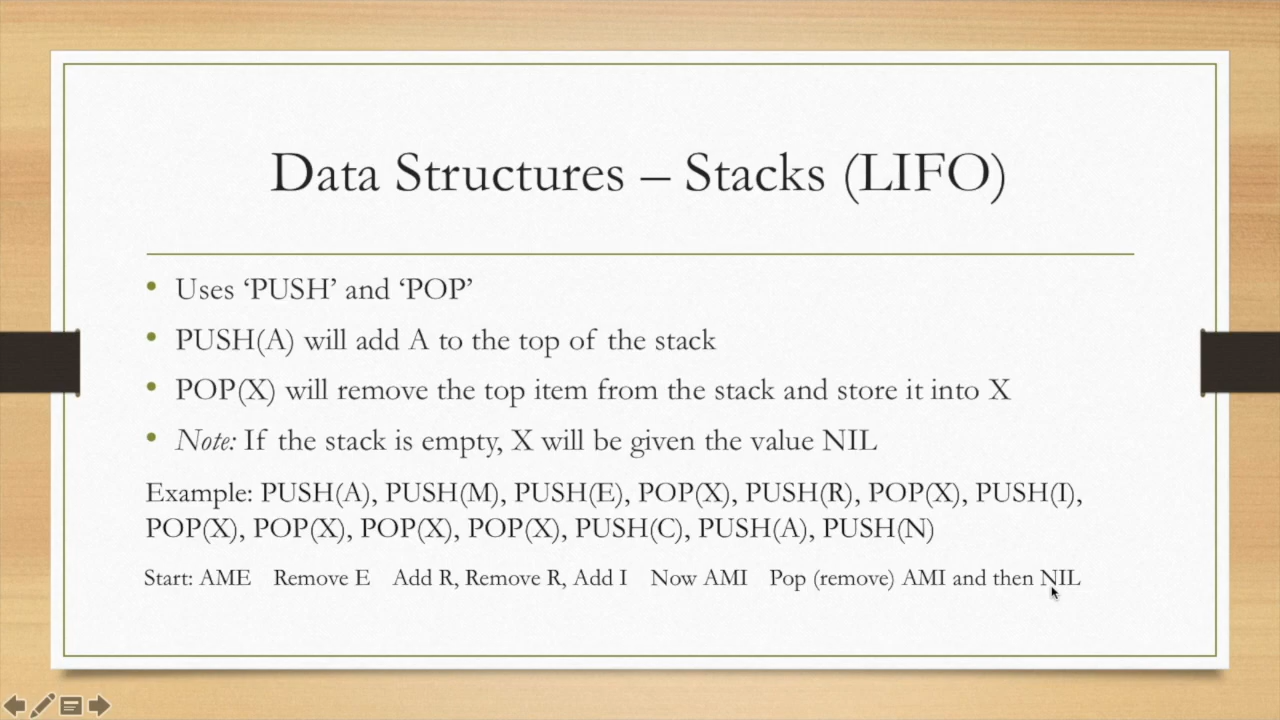 Data Structures – Stacks (LIFO)
• Uses ‘PUSH’ and ‘POP’
• PUSH(A) will add A to the top of the stack
• POP(X) will remove the top item from the stack and store it into X
• Note: If the stack is empty, X will be given the value NIL
Example: PUSH(A), PUSH(M), PUSH(E), POP(X), PUSH(R), POP(X), PUSH(I),
POP(X), POP(X), POP(X), POP(X), PUSH(C), PUSH(A), PUSH(N)
Start: AME Remove E Add R, Remove R, Add I Now AMI Pop (remove) AMI and then NIL